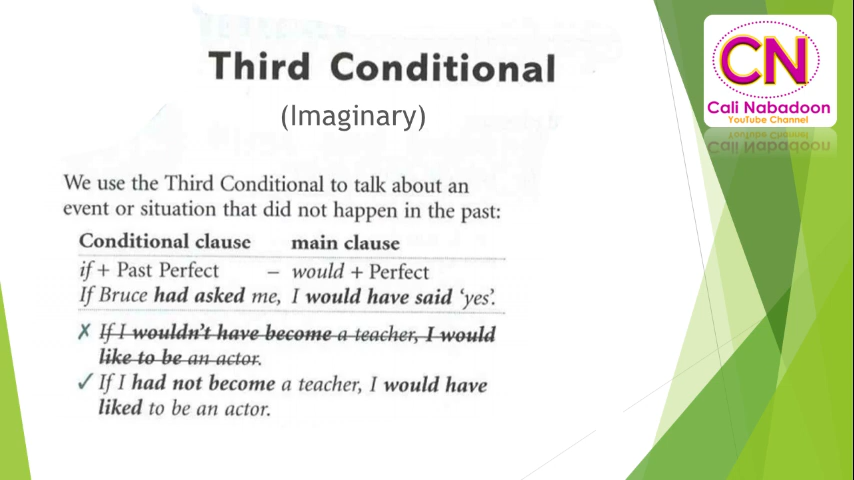 CN
Cali Nabadoon
YouTube Channel
Third Conditional
(Imaginary)
We use the Third Conditional to talk about an
event or situation that did not happen in the past:
Conditional clause main clause
if + Past Perfect – would + Perfect
If Bruce had asked me, I would have said ‘yes’.
✗ If I wouldn’t have become a teacher, I would
like to be an actor.
✓ If I had not become a teacher, I would have
liked to be an actor.